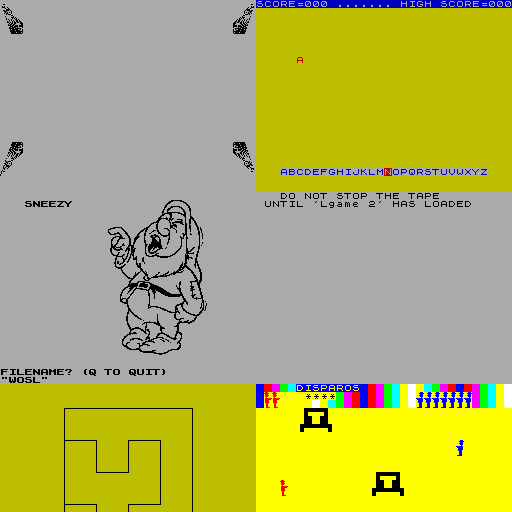 SCORE=000 ....... HIGH SCORE=000
A
ABCDEFGHIJKLMNOPQRSTUVWXYZ
DO NOT STOP THE TAPE
UNTIL 'Lgame 2' HAS LOADED
SNEEZY
FILENAME? (Q TO QUIT)
"WOSL"
DISPAROS
****